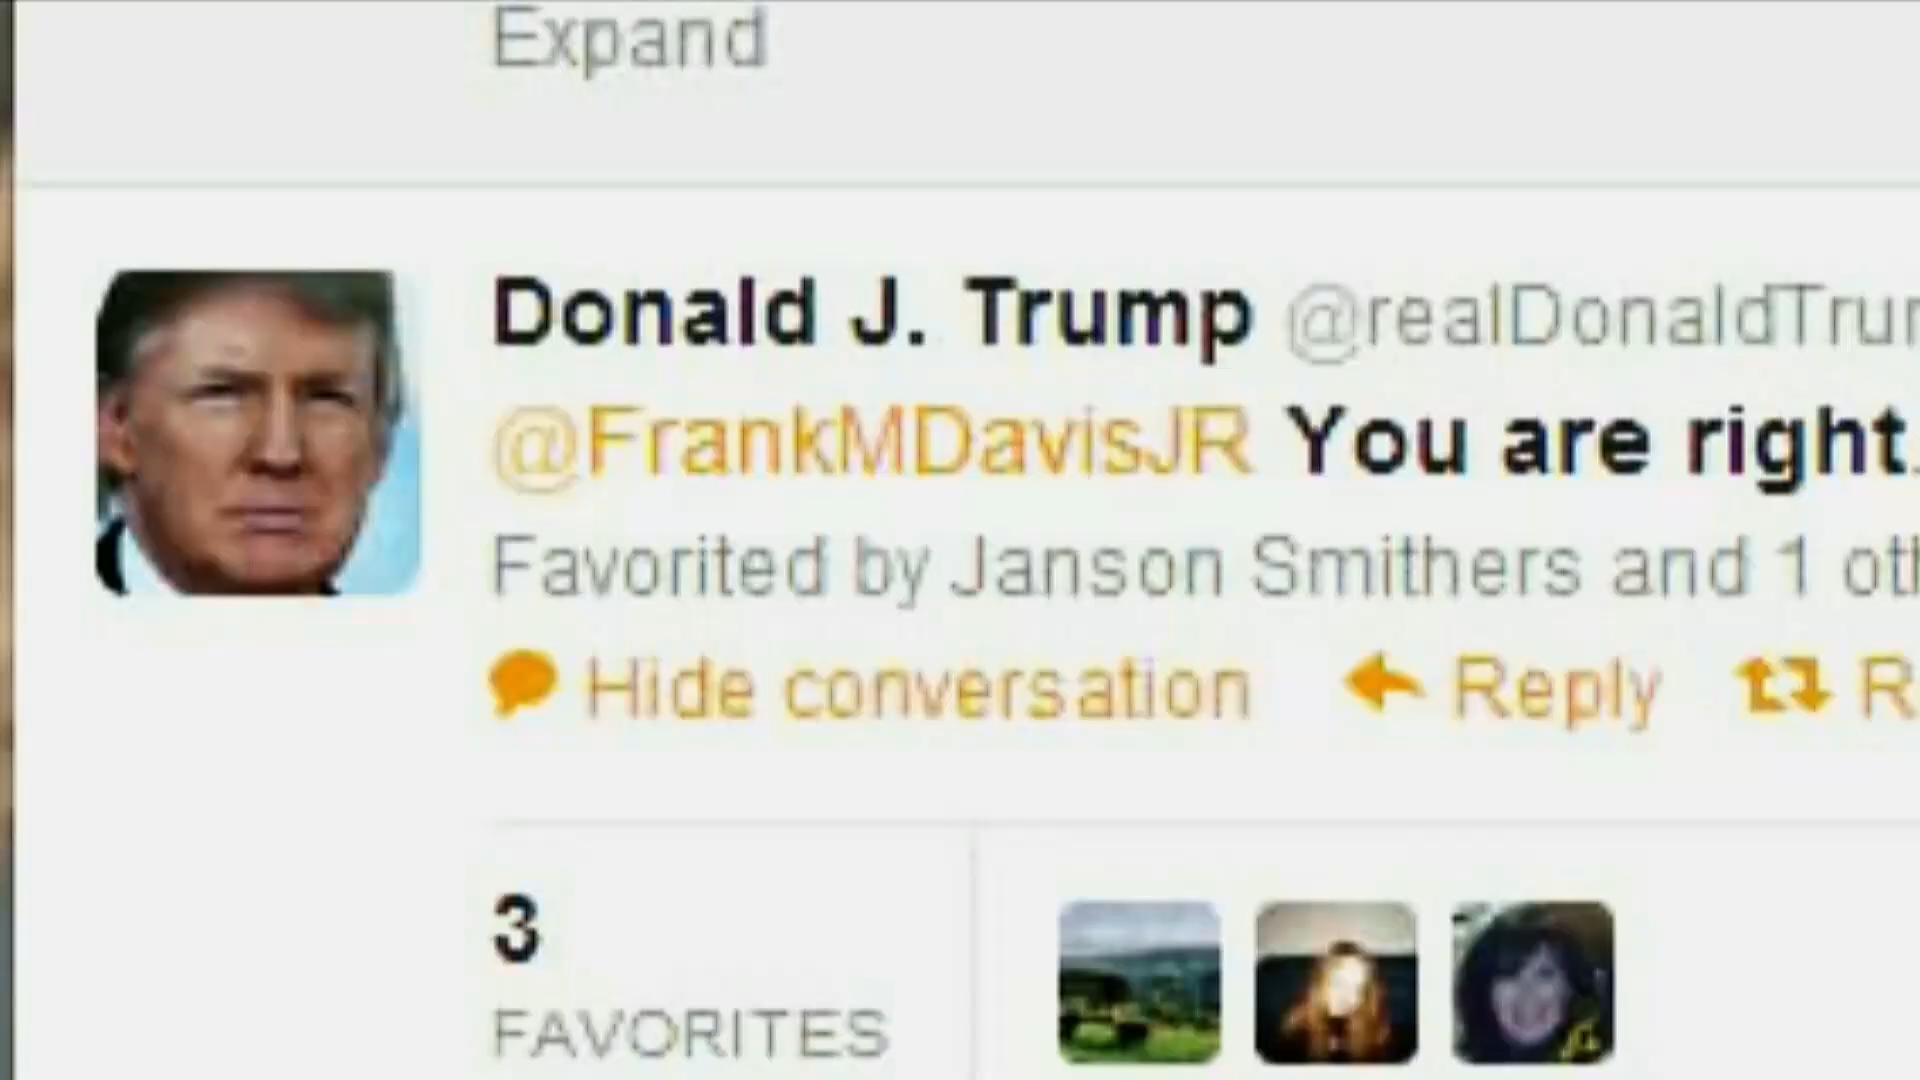 Expand
Donald J. Trump @realDonaldTrum
@FrankMDavisJR You are right.
Favorited by Janson Smithers and 1 oth
Hide conversation Reply R
3
FAVORITES